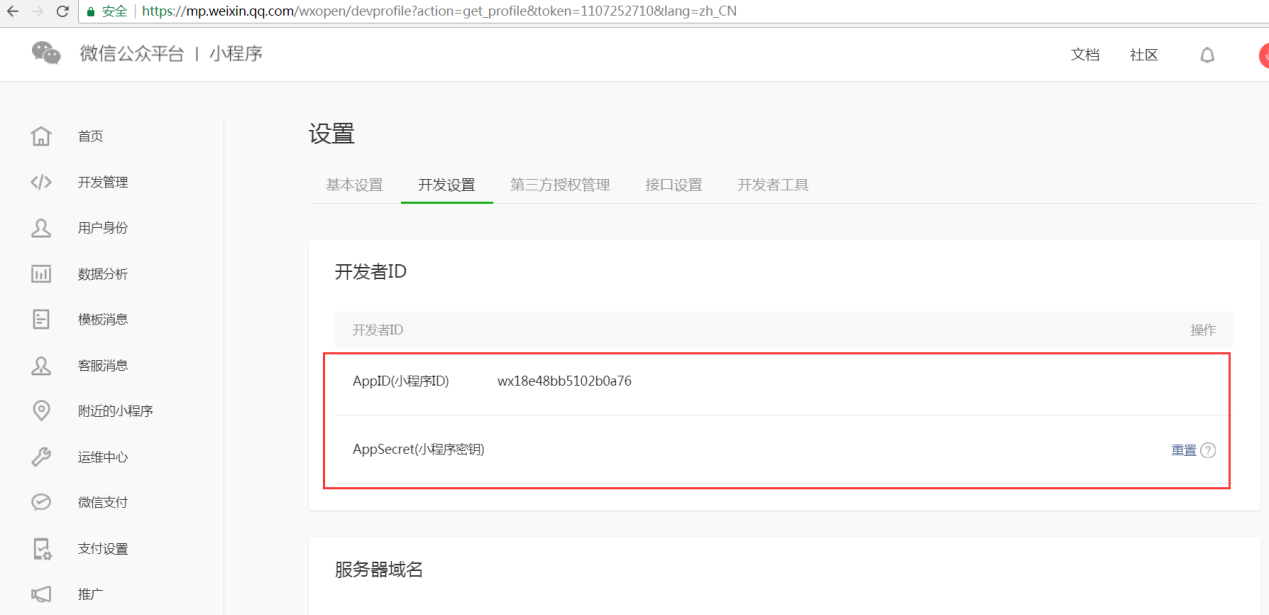 安全 https://mp.weixin.qq.com/wxopen/devprofile?action=get_profile&token=1107252710&lang=zh_CN
微信公众平台 | 小程序 文档 社区
首页
开发管理
用户身份
数据分析
模板消息
客服消息
附近的小程序
运维中心
微信支付
支付设置
推广
设置
基本设置 开发设置 第三方授权管理 接口设置 开发者工具
开发者ID
开发者ID 操作
AppID(小程序ID) wx18e48bb5102b0a76
AppSecret(小程序密钥) 重置 ?
服务器域名